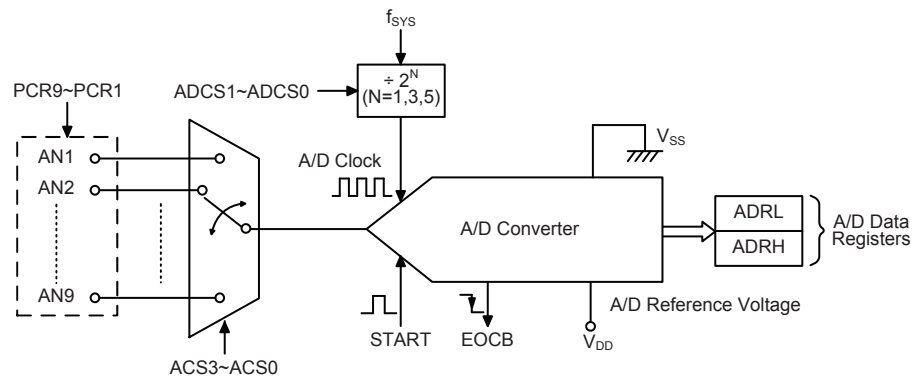 fSYS
÷ 2^N
(N=1,3,5)
PCR9~PCR1
ADCS1~ADCS0
AN1
AN2
AN9
A/D Clock
VSS
A/D Converter
ADRL
ADRH
A/D Data
Registers
START
EOCB
A/D Reference Voltage
VDD
ACS3~ACS0